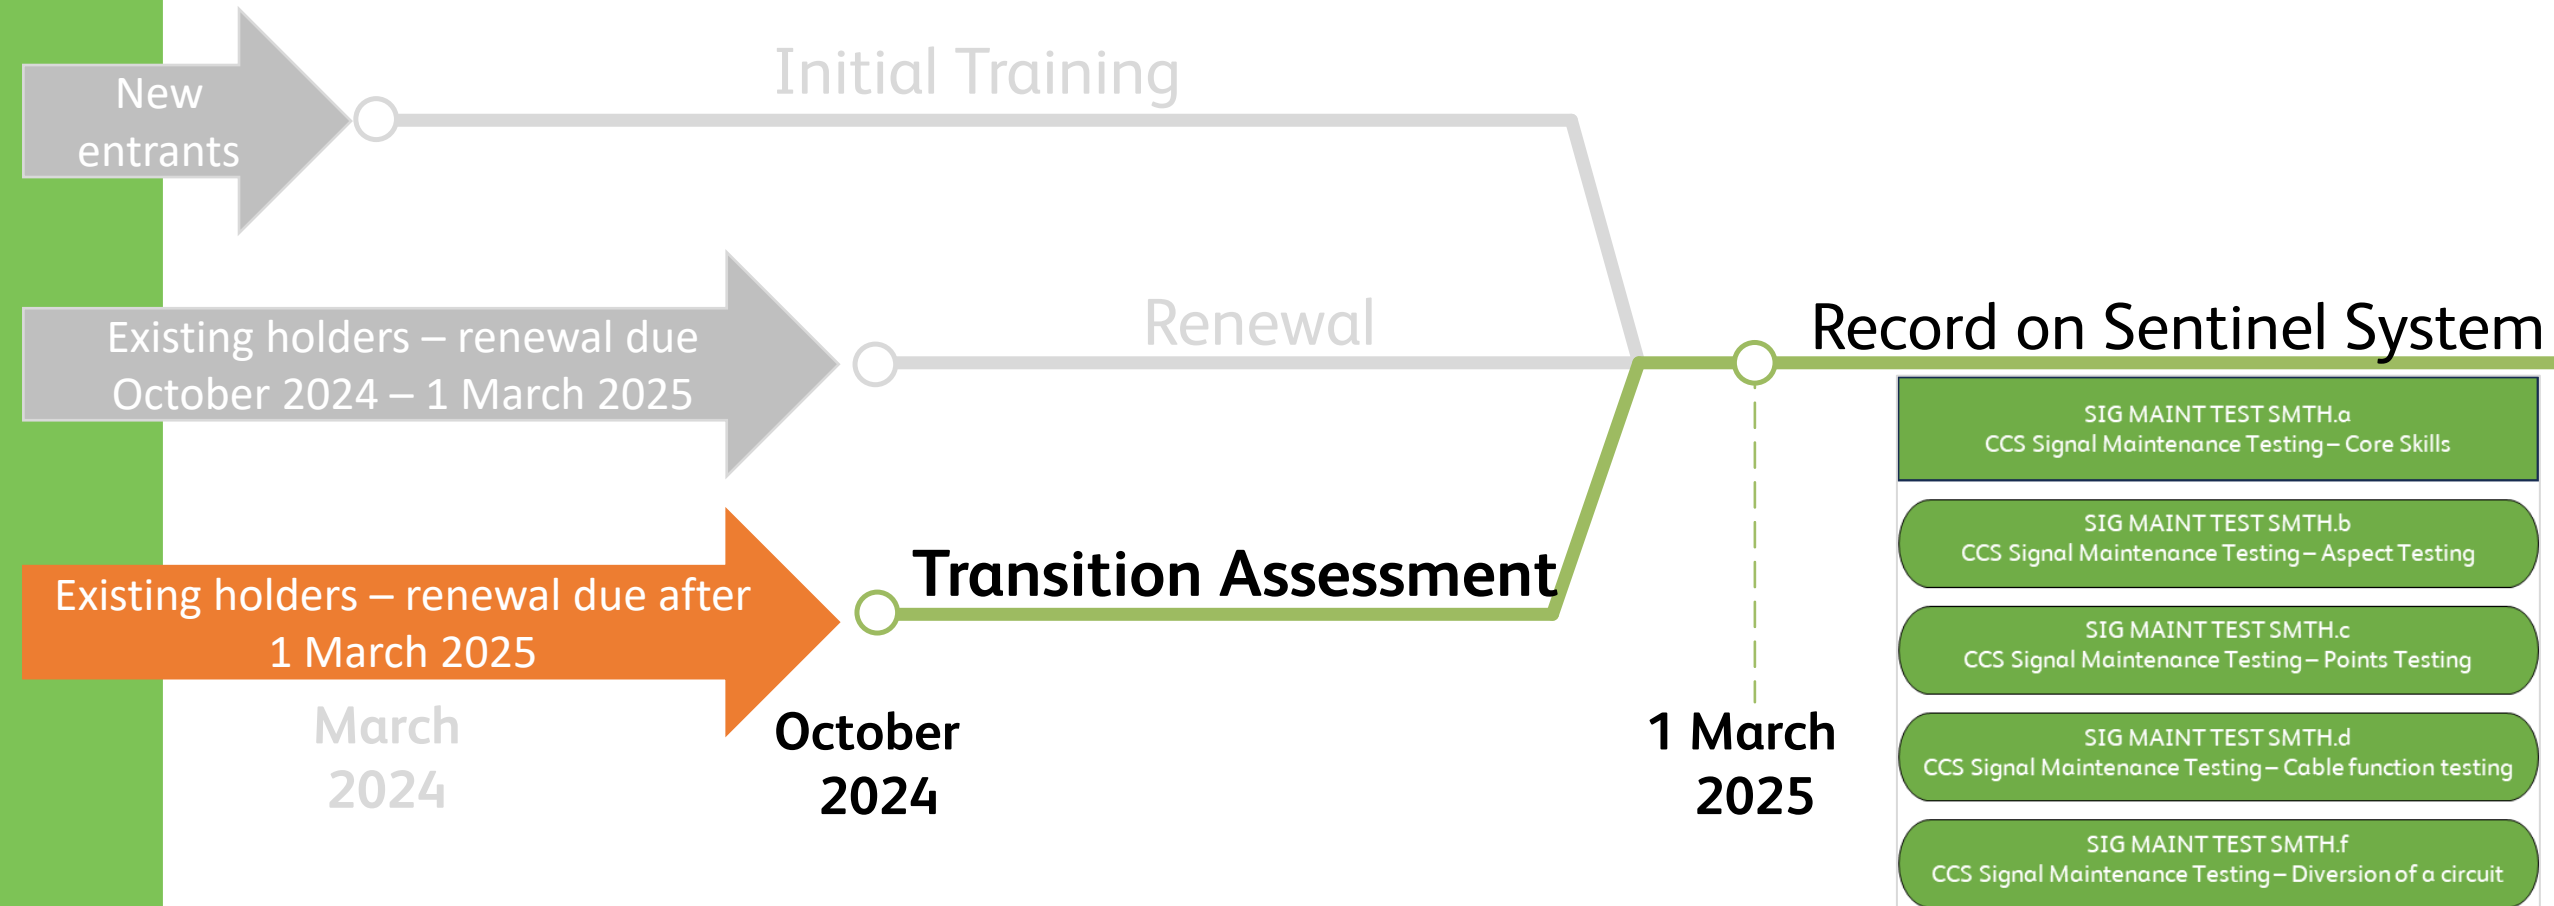 New
entrants
Initial Training
Existing holders – renewal due
October 2024 – 1 March 2025
Renewal
Record on Sentinel System
Existing holders – renewal due after
1 March 2025
Transition Assessment
March
2024
October
2024
1 March
2025
SIG MAINT TEST SMTH.a
CCS Signal Maintenance Testing – Core Skills
SIG MAINT TEST SMTH.b
CCS Signal Maintenance Testing – Aspect Testing
SIG MAINT TEST SMTH.c
CCS Signal Maintenance Testing – Points Testing
SIG MAINT TEST SMTH.d
CCS Signal Maintenance Testing – Cable function testing
SIG MAINT TEST SMTH.f
CCS Signal Maintenance Testing – Diversion of a circuit